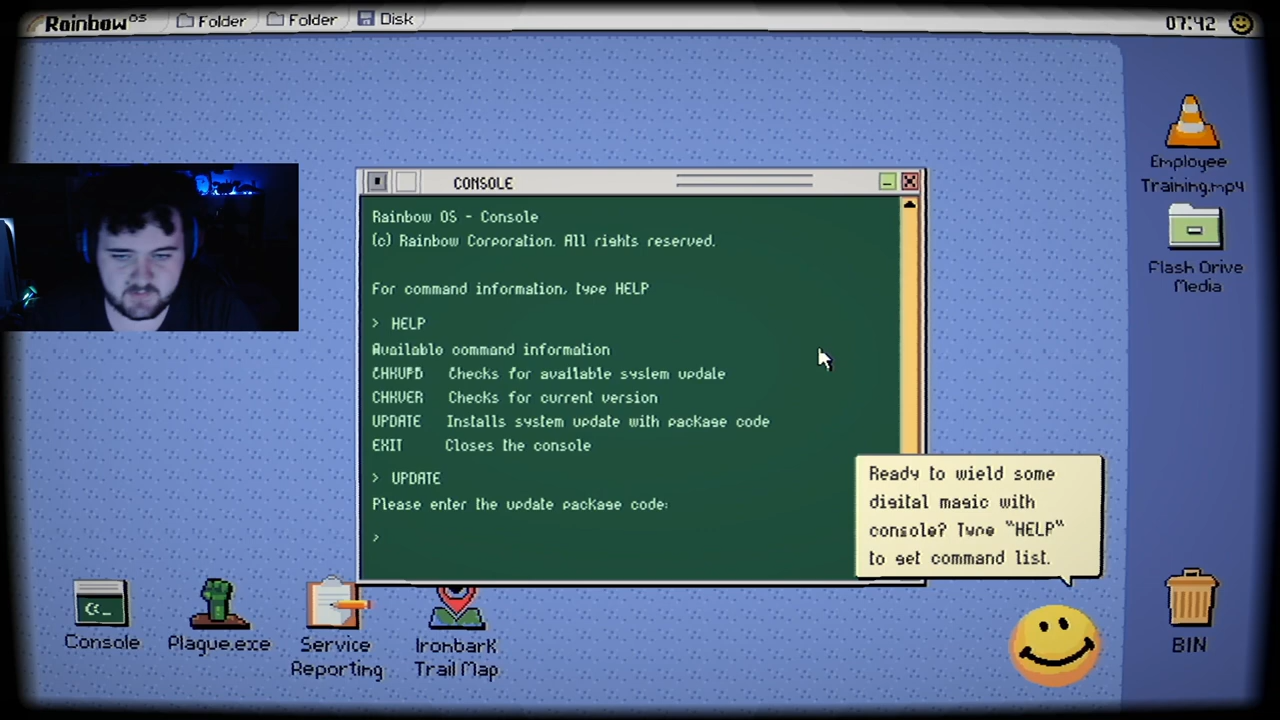 Rainbow OS
Folder
Folder
Disk
07:42
CONSOLE
Rainbow OS - Console
(c) Rainbow Corporation. All rights reserved.
For command information, type HELP
> HELP
Available command information
CHKUPD Checks for available system update
CHKVER Checks for current version
UPDATE Installs system update with package code
EXIT Closes the console
> UPDATE
Please enter the update package code:
>
Ready to wield some
digital magic with
console? Type "HELP"
to get command list.
Employee
Training.mp4
Flash Drive
Media
Console
Plague.exe
Service
Reporting
Ironbark
Trail Map
BIN